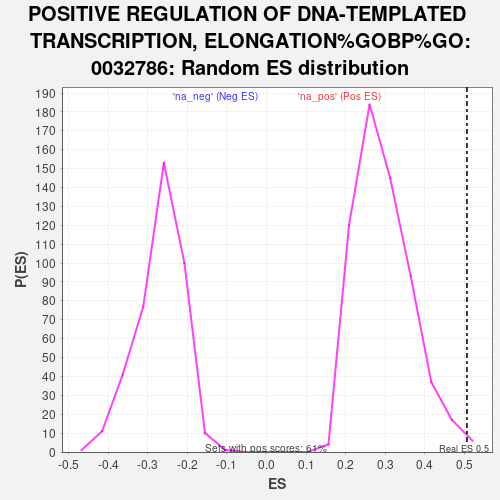 POSITIVE REGULATION OF DNA-TEMPLATED
TRANSCRIPTION, ELONGATION%GOBP%GO:
0032786: Random ES distribution
'na_neg' (Neg ES)
'na_pos' (Pos ES)
190
180
170
160
150
140
130
120
110
100
90
80
70
60
50
40
30
20
10
0
P(ES)
Sets with pos scores: 61%
Real ES 0.5
-0.5 -0.4 -0.3 -0.2 -0.1 0.0 0.1 0.2 0.3 0.4 0.5
ES